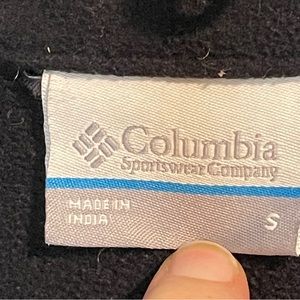 Columbia
Sportswear Company
MADE IN
INDIA
S